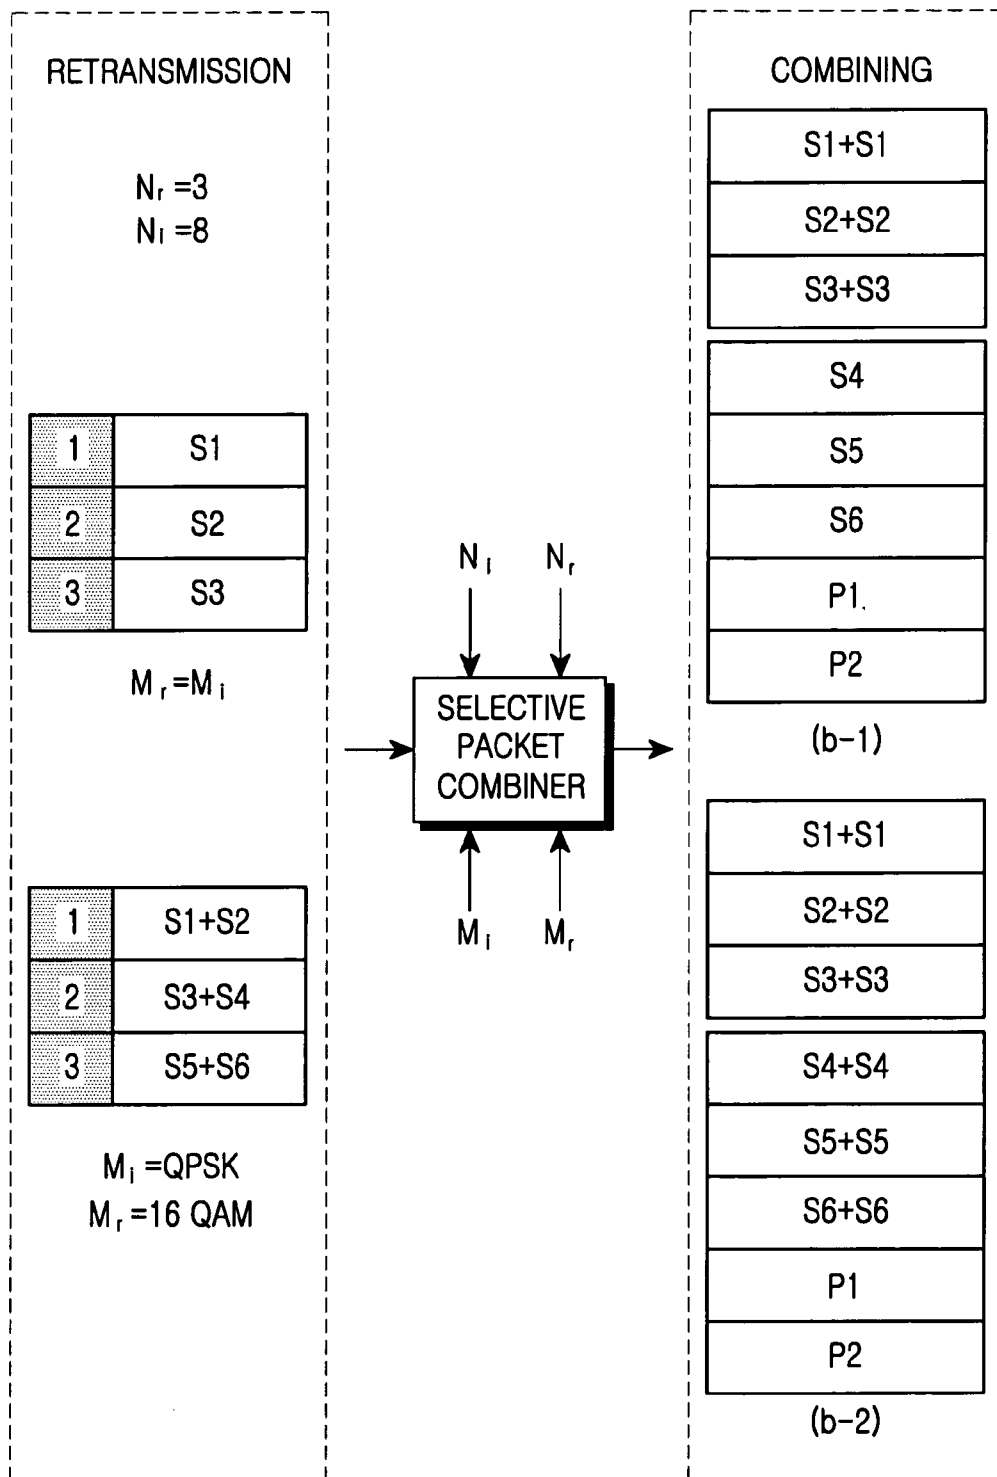 RETRANSMISSION
Nr =3
Ni =8
1 S1
2 S2
3 S3
Mr=Mi
1 S1+S2
2 S3+S4
3 S5+S6
Mi =QPSK
Mr =16 QAM
Ni Nr
SELECTIVE
PACKET
COMBINER
Mi Mr
COMBINING
S1+S1
S2+S2
S3+S3
S4
S5
S6
P1
P2
(b-1)
S1+S1
S2+S2
S3+S3
S4+S4
S5+S5
S6+S6
P1
P2
(b-2)